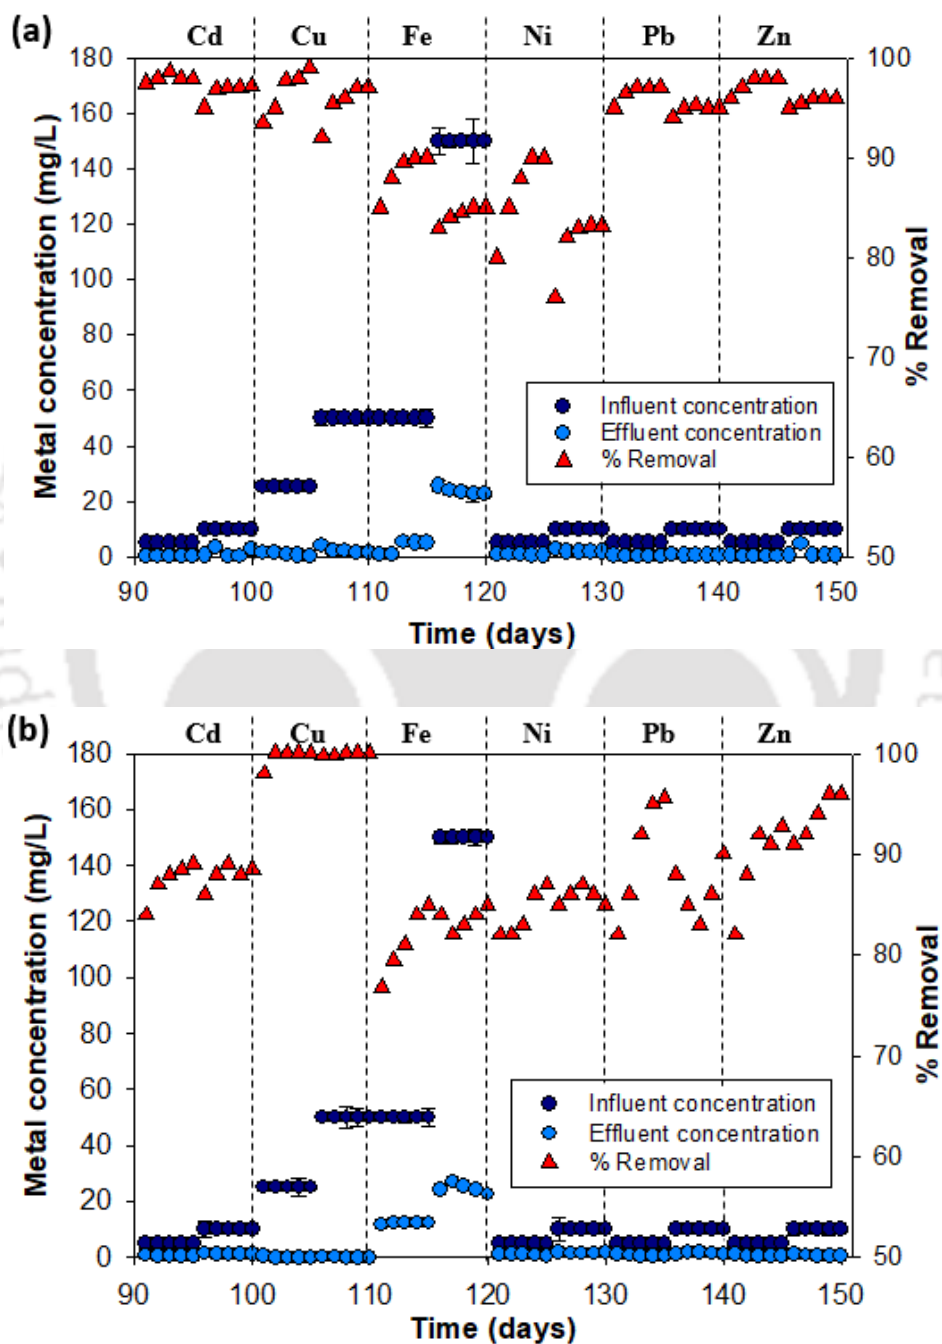 (a)
Cd Cu Fe Ni Pb Zn
180
160
140
120
100
80
60
40
20
0
Metal concentration (mg/L)
100
90
80
70
60
50
% Removal
Influent concentration
Effluent concentration
% Removal
90 100 110 120 130 140 150
Time (days)
(b)
Cd Cu Fe Ni Pb Zn
180
160
140
120
100
80
60
40
20
0
Metal concentration (mg/L)
100
90
80
70
60
50
% Removal
Influent concentration
Effluent concentration
% Removal
90 100 110 120 130 140 150
Time (days)